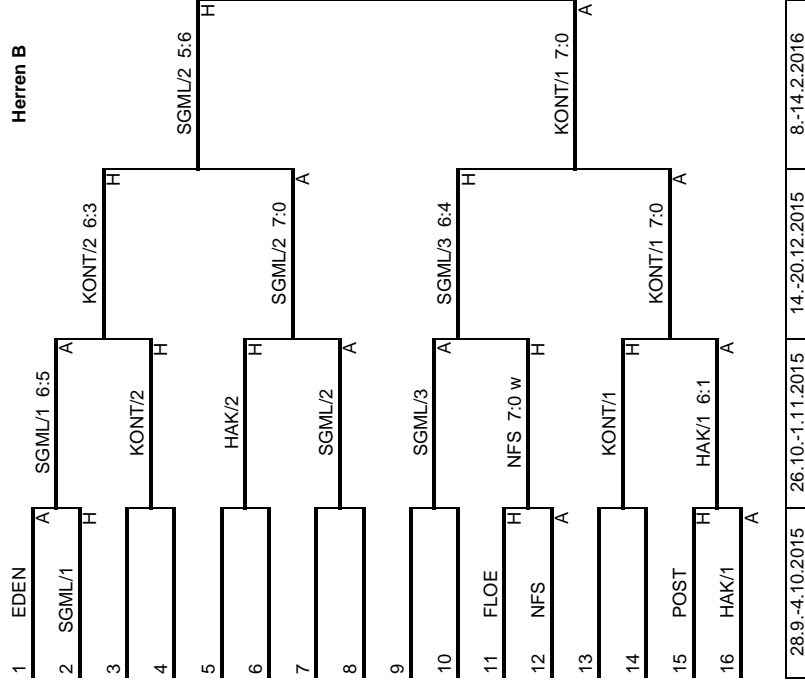 Herren B
1 EDEN
A
SGML/1 6:5
2 SGML/1
H
A
KONT/2 6:3
3
KONT/2
4
H
H
SGML/2 5:6
H
5
HAK/2
6
H
SGML/2 7:0
7
SGML/2
8
A
A
9
SGML/3
10
A
SGML/3 6:4
11 FLOE
H
NFS 7:0 w
12 NFS
A
H
H
KONT/1 7:0
A
13
KONT/1
14
H
KONT/1 7:0
15 POST
H
HAK/1 6:1
16 HAK/1
A
A
A
28.9.-4.10.2015 26.10.-1.11.2015 14.-20.12.2015 8.-14.2.2016